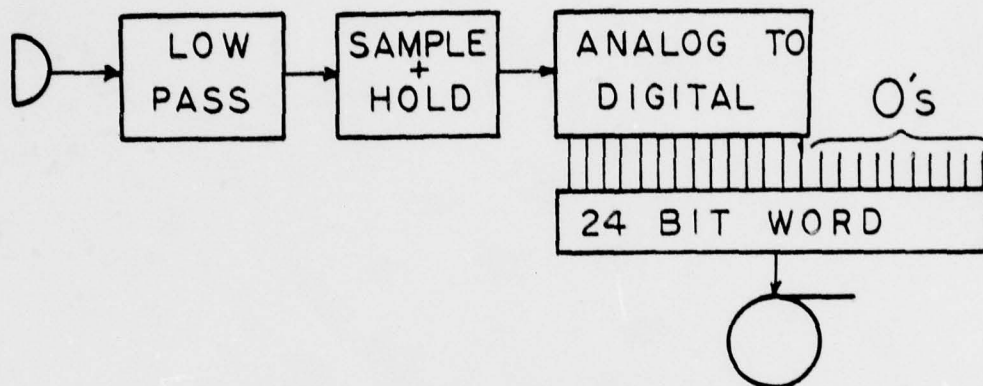 LOW
PASS
SAMPLE
+
HOLD
ANALOG TO
DIGITAL
O's
24 BIT WORD